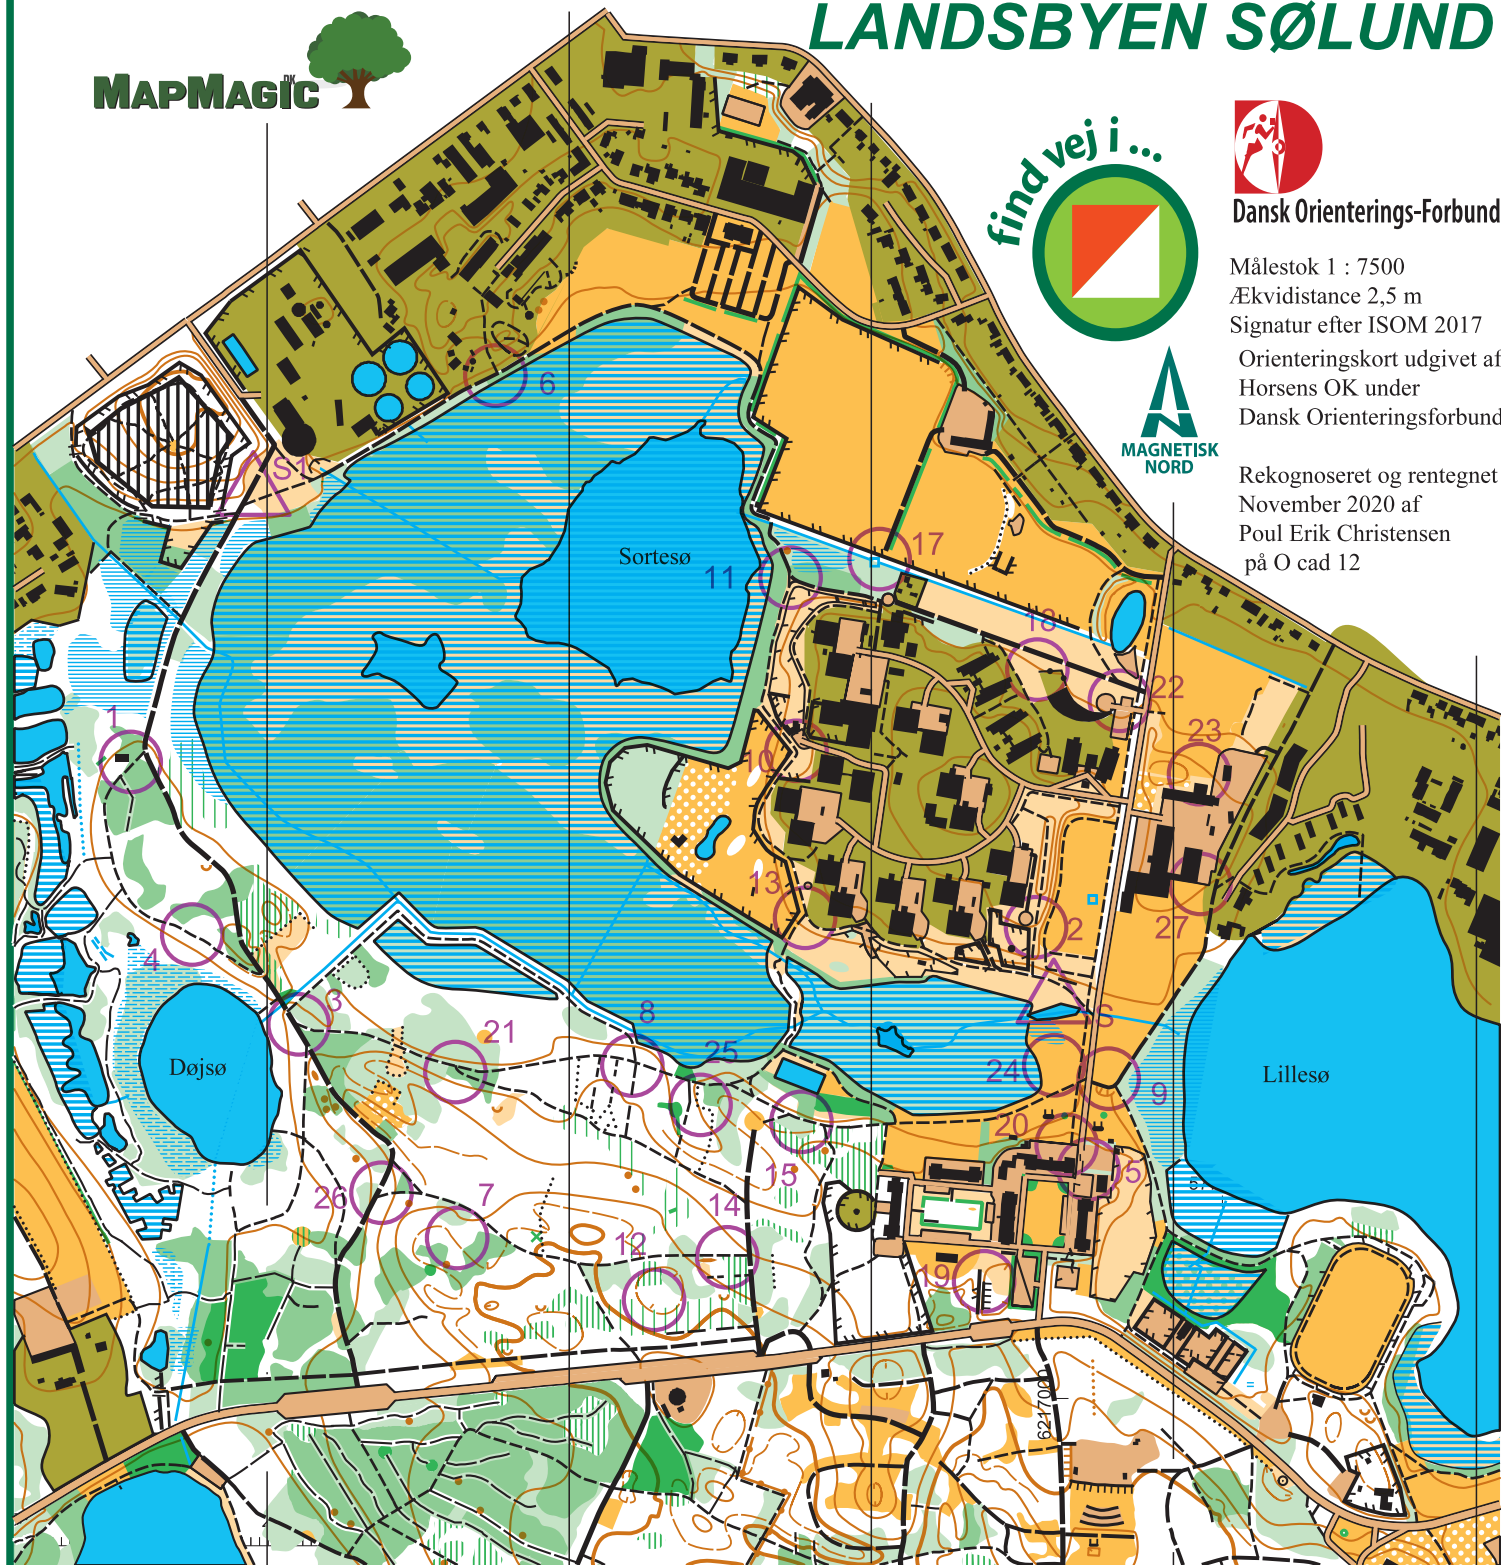 LANDSBYEN SØLUND
MAPMAGIC DK
find vej i ...
Dansk Orienterings-Forbund
Målestok 1 : 7500
Ækvidistance 2,5 m
Signatur efter ISOM 2017
Orienteringskort udgivet af
Horsens OK under
Dansk Orienteringsforbund
MAGNETISK
NORD
Rekognoseret og rentegnet
November 2020 af
Poul Erik Christensen
på O cad 12
6
S1
Sortesø
17
11
18
1
22
23
10
13
4
2
27
3
21
8
25
S
Døjsø
24
Lillesø
9
20
15
5
26
7
14
12
19
6217000